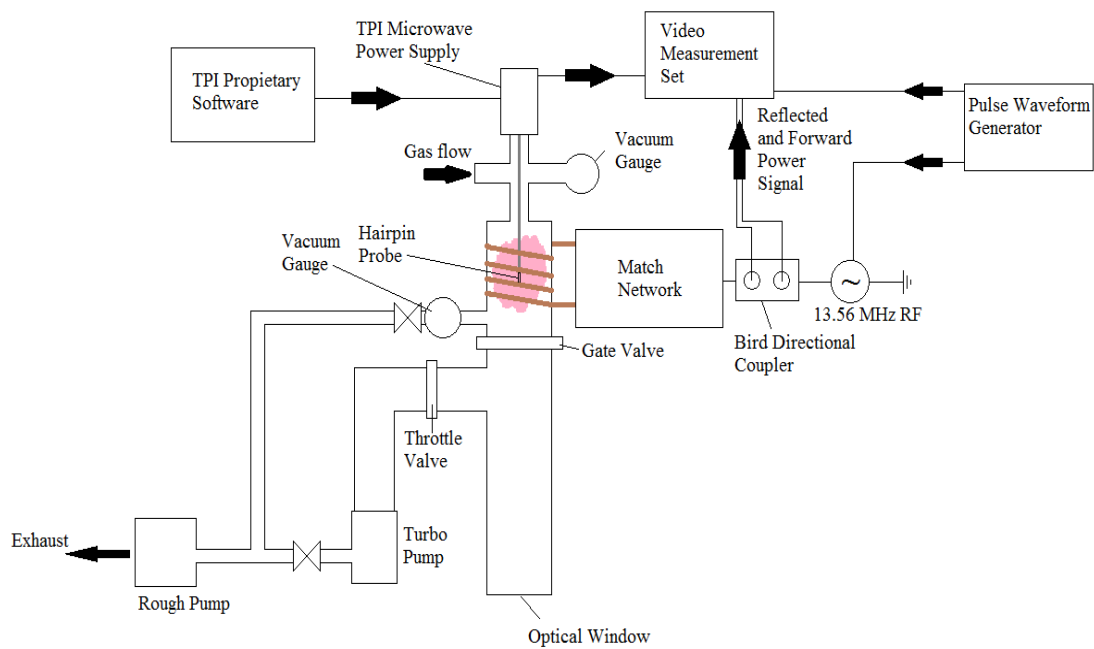 TPI Microwave
Power Supply
Video
Measurement
Set
TPI Propietary
Software
Pulse Waveform
Generator
Reflected
and Forward
Power
Signal
Gas flow
Vacuum
Gauge
Hairpin
Probe
Vacuum
Gauge
Match
Network
~
13.56 MHz RF
Bird Directional
Coupler
Gate Valve
Throttle
Valve
Turbo
Pump
Exhaust
Rough Pump
Optical Window